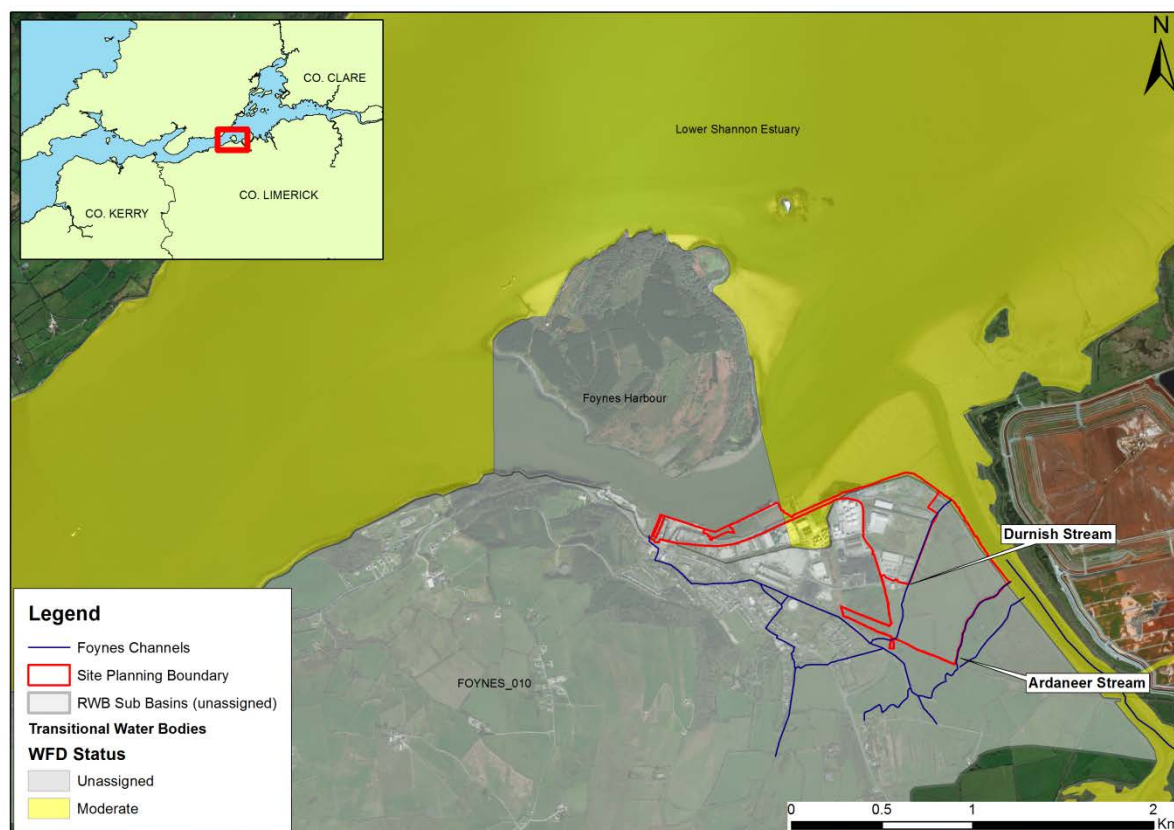 CO. CLARE
CO. LIMERICK
CO. KERRY
N
Lower Shannon Estuary
Foynes Harbour
Durnish Stream
Ardaneer Stream
FOYNES_010
Legend
Foynes Channels
Site Planning Boundary
RWB Sub Basins (unassigned)
Transitional Water Bodies
WFD Status
Unassigned
Moderate
0 0.5 1 2
Km